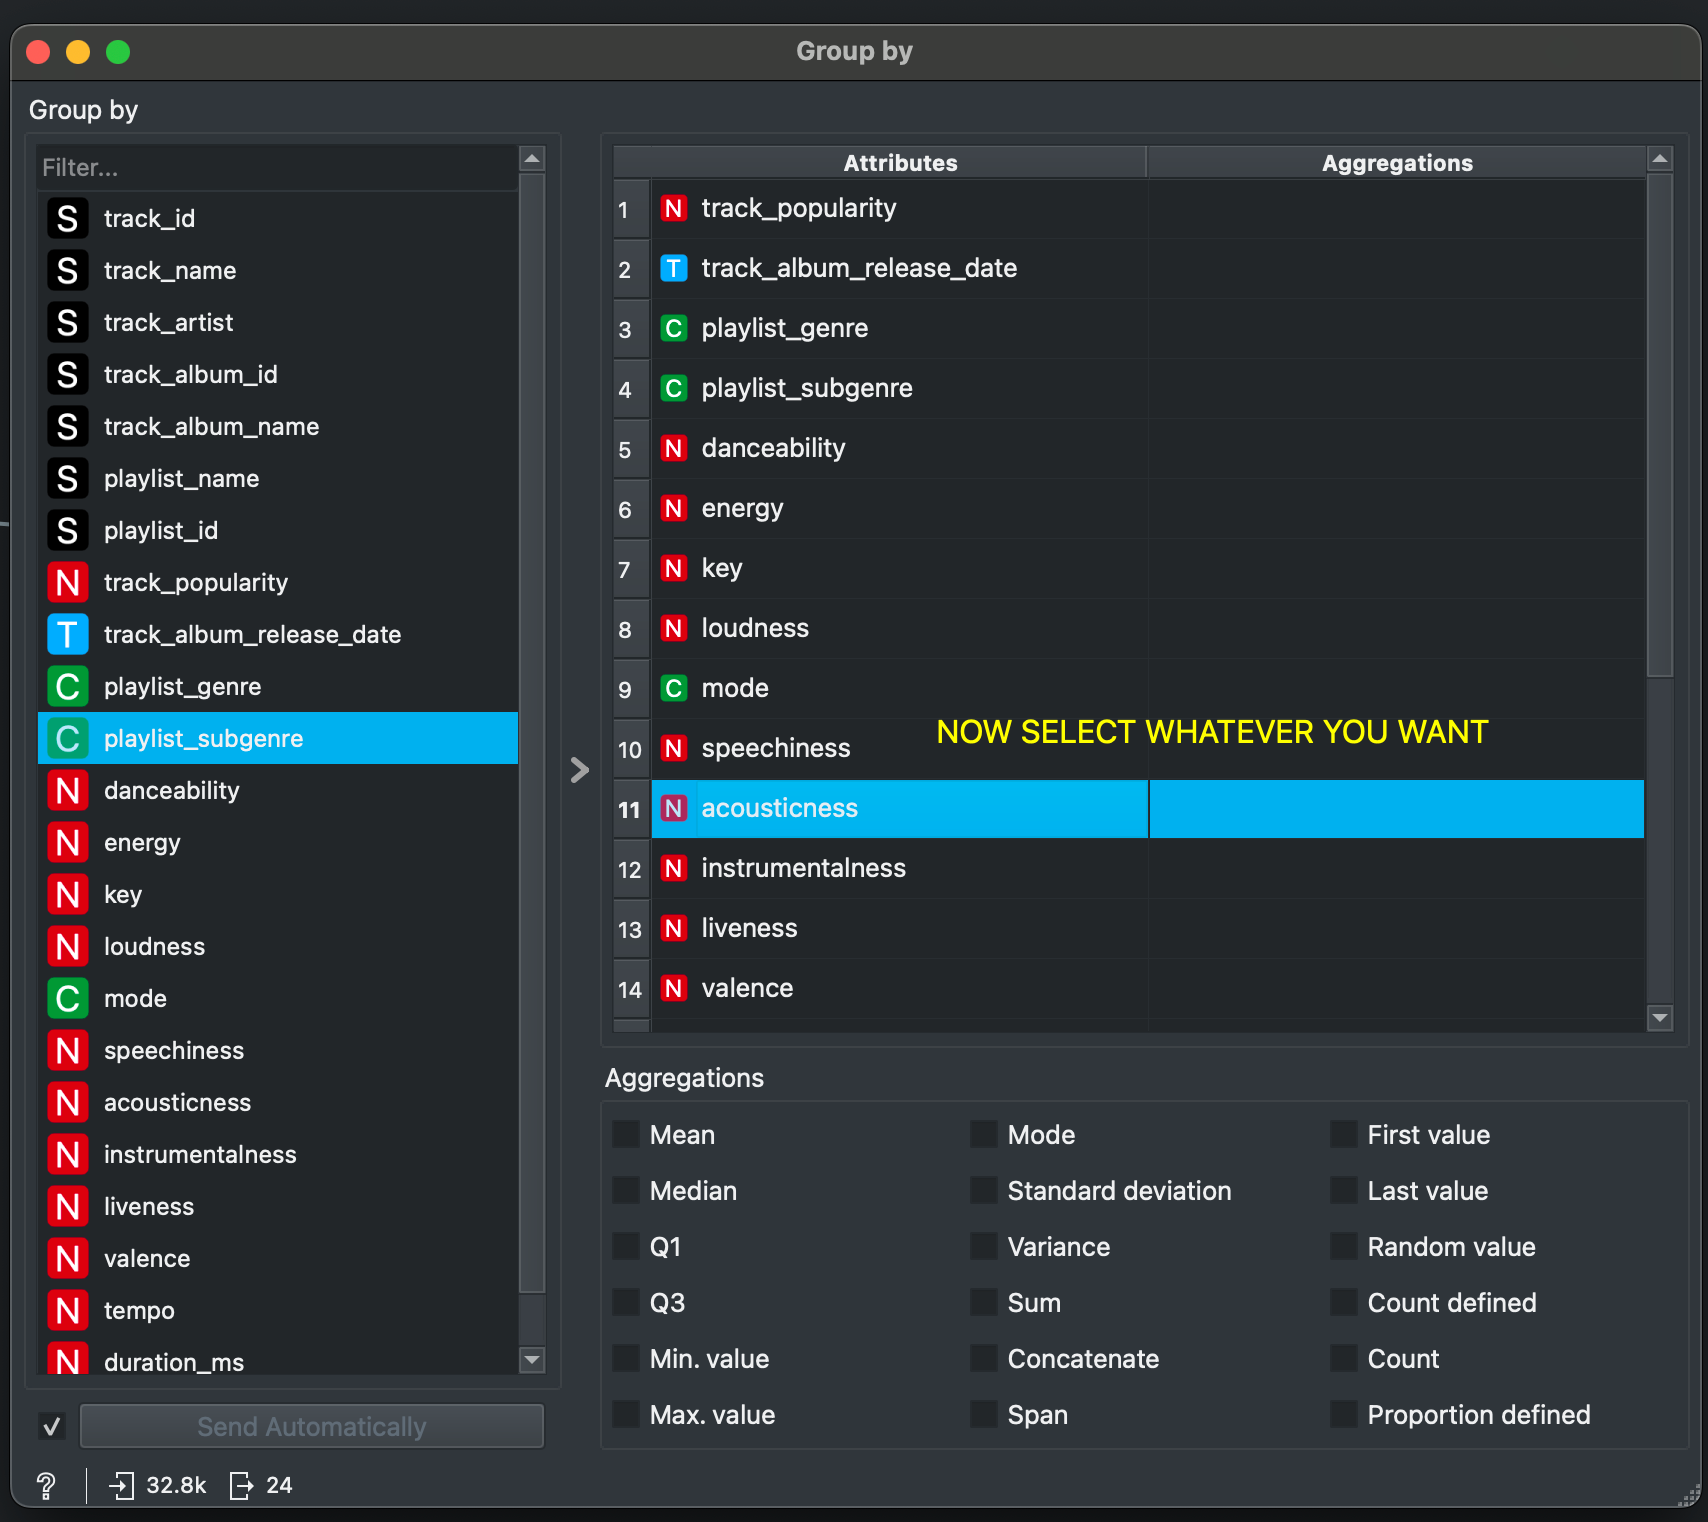 Group by
Group by
Filter...
S track_id
S track_name
S track_artist
S track_album_id
S track_album_name
S playlist_name
S playlist_id
N track_popularity
T track_album_release_date
C playlist_genre
C playlist_subgenre
N danceability
N energy
N key
N loudness
C mode
N speechiness
N acousticness
N instrumentalness
N liveness
N valence
N tempo
N duration_ms
Send Automatically
? 32.8k 24
Attributes Aggregations
1 N track_popularity
2 T track_album_release_date
3 C playlist_genre
4 C playlist_subgenre
5 N danceability
6 N energy
7 N key
8 N loudness
9 C mode
NOW SELECT WHATEVER YOU WANT
10 N speechiness
11 N acousticness
12 N instrumentalness
13 N liveness
14 N valence
Aggregations
Mean Mode First value
Median Standard deviation Last value
Q1 Variance Random value
Q3 Sum Count defined
Min. value Concatenate Count
Max. value Span Proportion defined